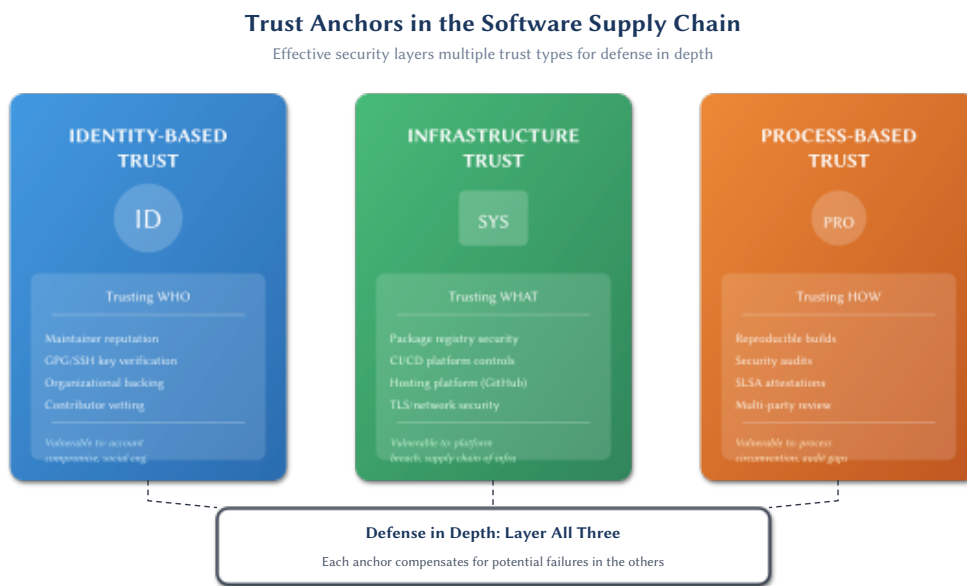 Trust Anchors in the Software Supply Chain
Effective security layers multiple trust types for defense in depth
IDENTITY-BASED
TRUST
ID
Trusting WHO
Maintainer reputation
GPG/SSH key verification
Organizational backing
Contributor vetting
Vulnerable to: account
compromise, social eng.
INFRASTRUCTURE
TRUST
SYS
Trusting WHAT
Package registry security
CI/CD platform controls
Hosting platform (GitHub)
TLS/network security
Vulnerable to: platform
breach, supply chain of infra
PROCESS-BASED
TRUST
PRO
Trusting HOW
Reproducible builds
Security audits
SLSA attestations
Multi-party review
Vulnerable to: process
circumvention, audit gaps
Defense in Depth: Layer All Three
Each anchor compensates for potential failures in the others